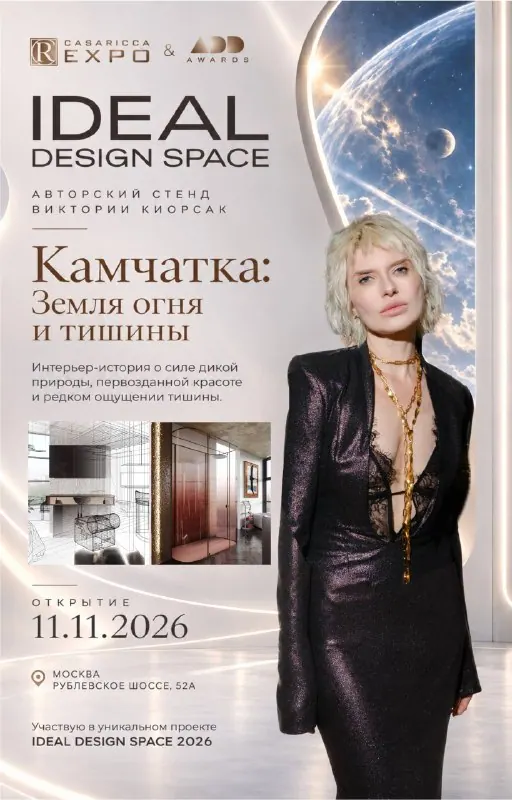 R CASARICCA
EXPO & ADD
AWARDS
IDEAL
DESIGN SPACE
АВТОРСКИЙ СТЕНД
ВИКТОРИИ КИОРСАК
Камчатка:
Земля огня
и тишины
Интерьер-история о силе дикой
природы, первозданной красоте
и редком ощущении тишины.
ОТКРЫТИЕ
11.11.2026
МОСКВА
РУБЛЕВСКОЕ ШОССЕ, 52А
Участвую в уникальном проекте
IDEAL DESIGN SPACE 2026